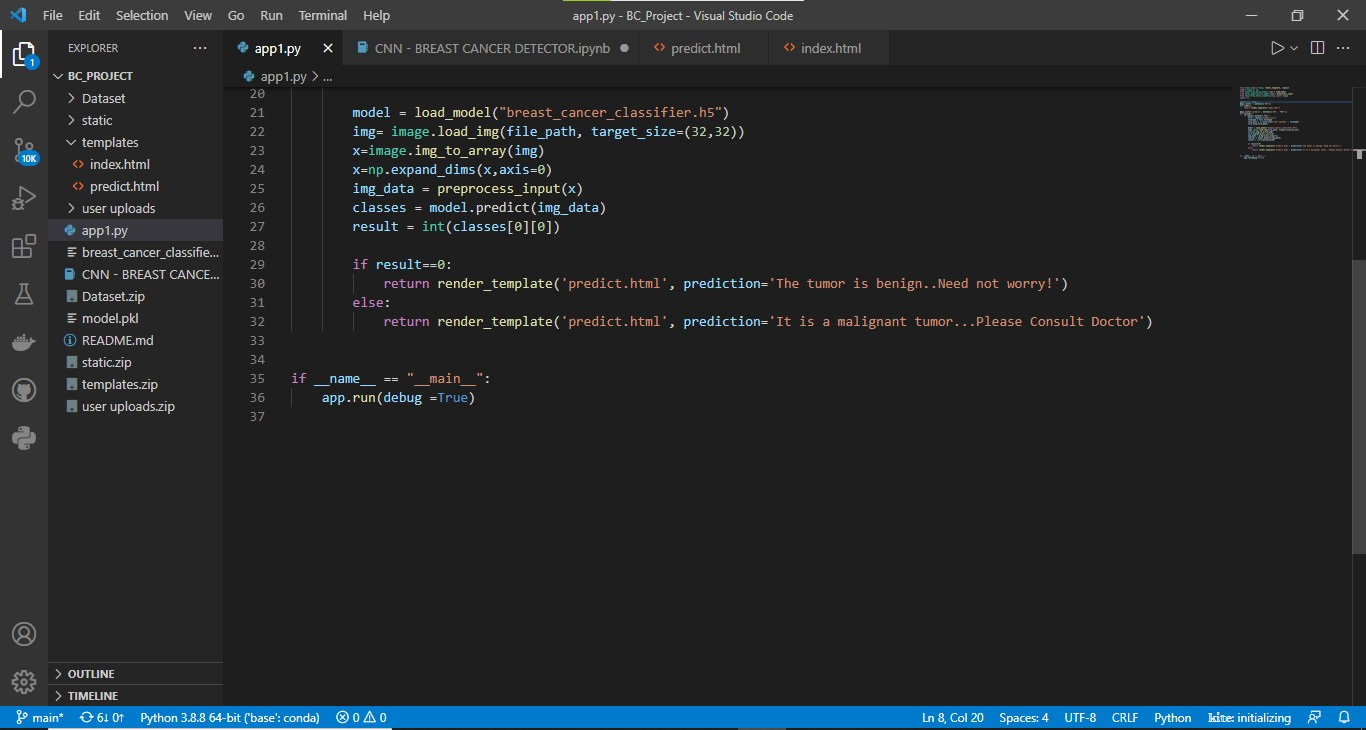 File Edit Selection View Go Run Terminal Help app1.py - BC_Project - Visual Studio Code
EXPLORER ...
1
10K
BC_PROJECT
Dataset
static
templates
index.html
predict.html
user uploads
app1.py
breast_cancer_classifie...
CNN - BREAST CANCE...
Dataset.zip
model.pkl
README.md
static.zip
templates.zip
user uploads.zip
OUTLINE
TIMELINE
app1.py CNN - BREAST CANCER DETECTOR.ipynb predict.html index.html
app1.py > ...
20
21 model = load_model("breast_cancer_classifier.h5")
22 img= image.load_img(file_path, target_size=(32,32))
23 x=image.img_to_array(img)
24 x=np.expand_dims(x,axis=0)
25 img_data = preprocess_input(x)
26 classes = model.predict(img_data)
27 result = int(classes[0][0])
28
29 if result==0:
30 return render_template('predict.html', prediction='The tumor is benign..Need not worry!')
31 else:
32 return render_template('predict.html', prediction='It is a malignant tumor...Please Consult Doctor')
33
34
35 if __name__ == "__main__":
36 app.run(debug =True)
37
main* 6↓ 0↑ Python 3.8.8 64-bit ('base': conda) 0 0 Ln 8, Col 20 Spaces: 4 UTF-8 CRLF Python kite: initializing